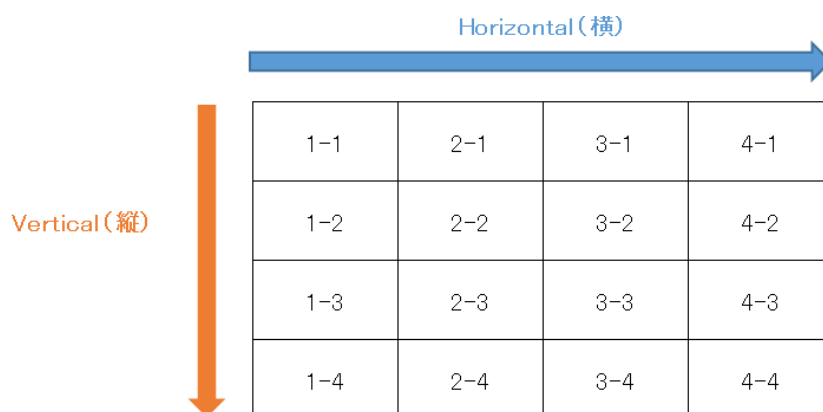 Horizontal(横)
1-1 2-1 3-1 4-1
Vertical(縦)
1-2 2-2 3-2 4-2
1-3 2-3 3-3 4-3
1-4 2-4 3-4 4-4